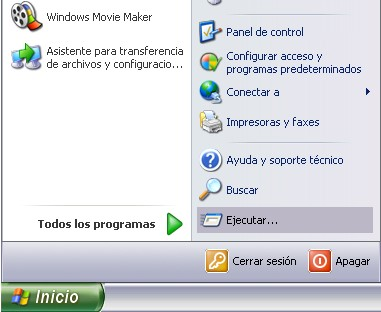 Windows Movie Maker
Asistente para transferencia
de archivos y configuracio...
Todos los programas
Panel de control
Configurar acceso y
programas predeterminados
Conectar a
Impresoras y faxes
Ayuda y soporte técnico
Buscar
Ejecutar...
Cerrar sesión
Apagar
Inicio